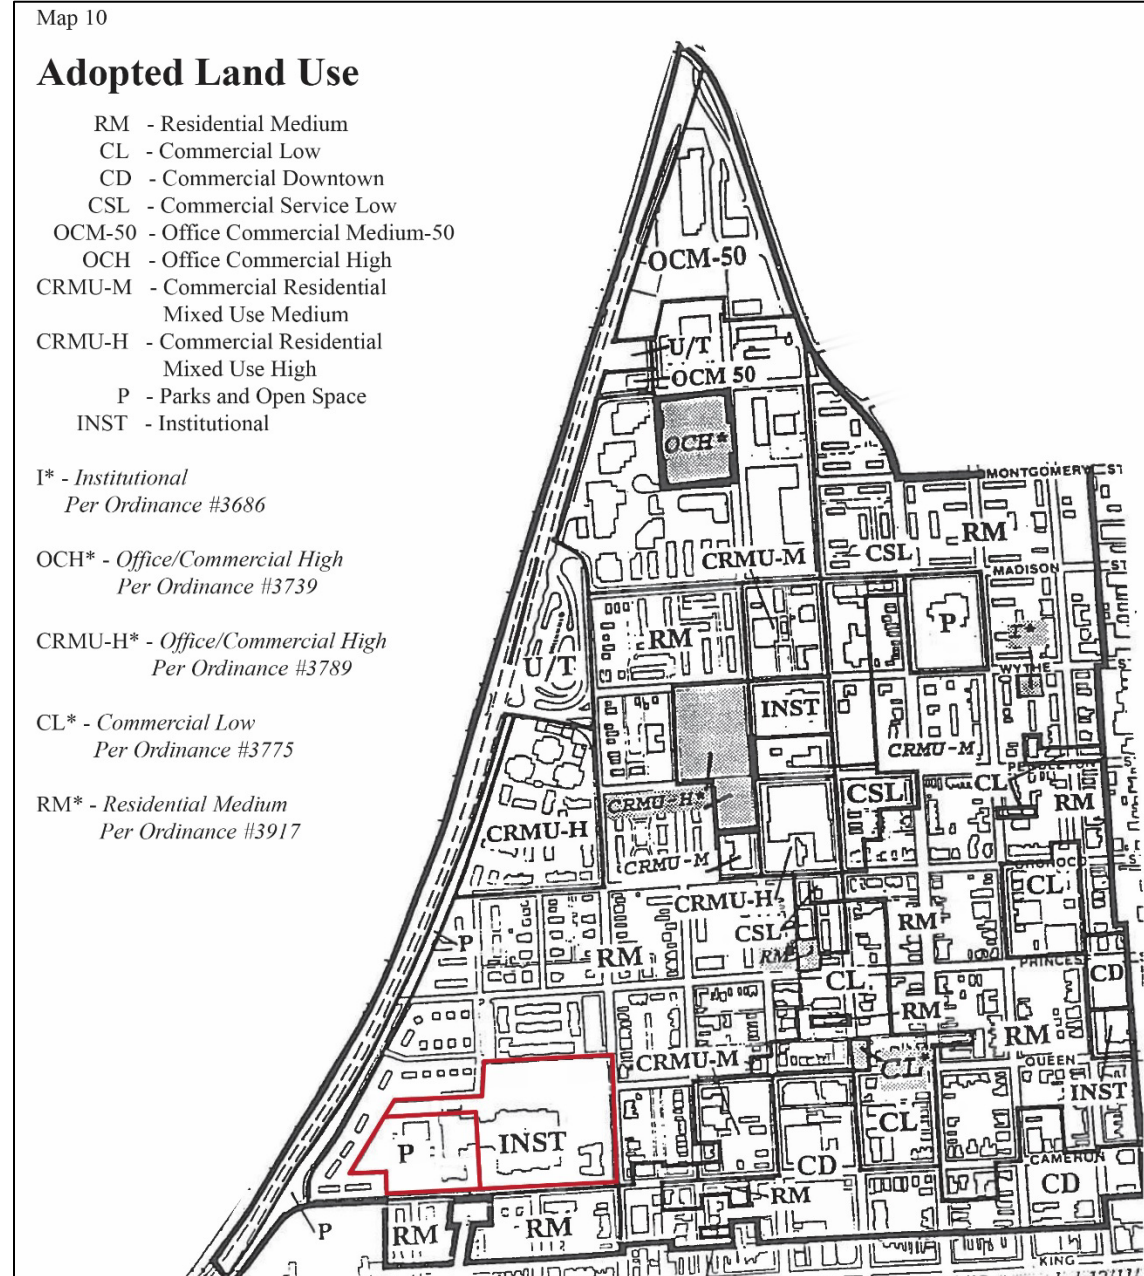 Map 10
Adopted Land Use
RM - Residential Medium
CL - Commercial Low
CD - Commercial Downtown
CSL - Commercial Service Low
OCM-50 - Office Commercial Medium-50
OCH - Office Commercial High
CRMU-M - Commercial Residential
Mixed Use Medium
CRMU-H - Commercial Residential
Mixed Use High
P - Parks and Open Space
INST - Institutional
I* - Institutional
Per Ordinance #3686
OCH* - Office/Commercial High
Per Ordinance #3739
CRMU-H* - Office/Commercial High
Per Ordinance #3789
CL* - Commercial Low
Per Ordinance #3775
RM* - Residential Medium
Per Ordinance #3917
OCM-50
U/T
OCM 50
OCH*
MONTGOMERY ST
RM
CSL
CRMU-M
MADISON ST
P
RM
I*
U/T
WYTHE
INST
CRMU-M
PENDLETON
CL
CSL
RM
CRMU-H*
CRMU-H
CRMU-M
ORONOCO
CL
CRMU-H
RM
CSL
P
RM
RM
PRINCESS
CD
CL
RM
RM
CRMU-M
QUEEN
CL*
INST
CL
INST
P
CD
CAMERON
CD
RM
P
RM
RM
KING